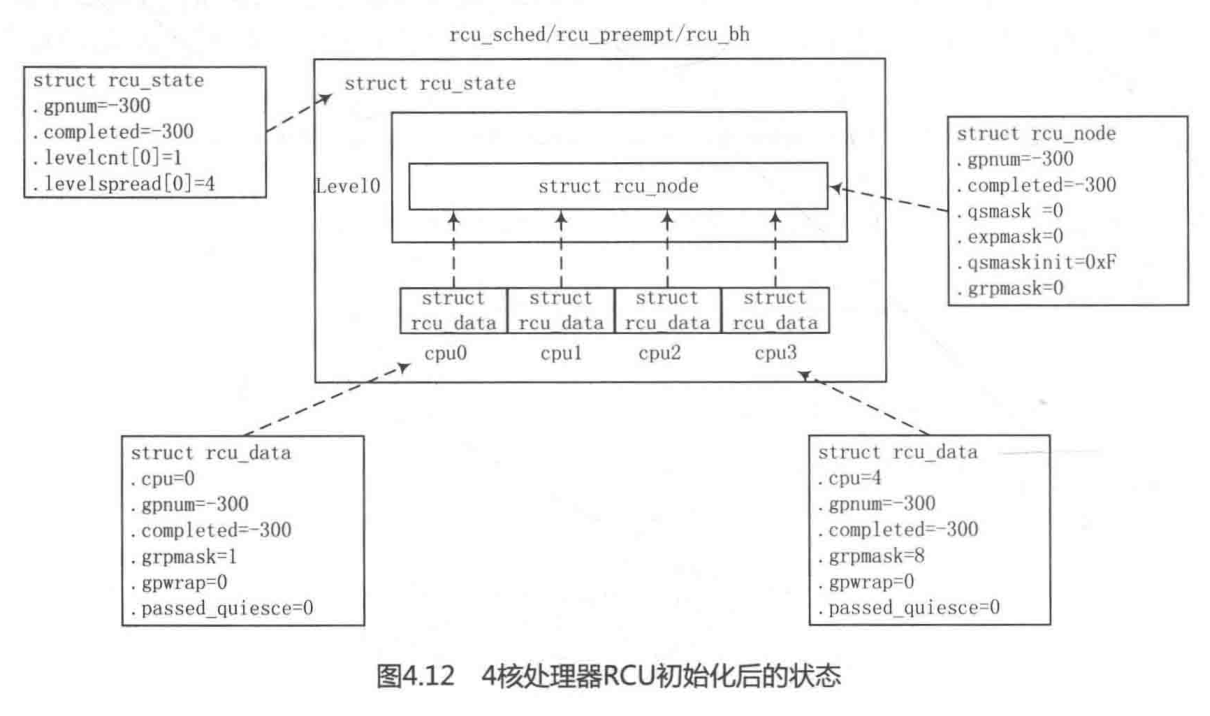 rcu_sched/rcu_preempt/rcu_bh
struct rcu_state
.gpnum=-300
.completed=-300
.levelcnt[0]=1
.levelspread[0]=4
struct rcu_state
Level0
struct rcu_node
struct rcu_node
.gpnum=-300
.completed=-300
.qsmask =0
.expmask=0
.qsmaskinit=0xF
.grpmask=0
struct rcu_data
struct rcu_data
struct rcu_data
struct rcu_data
cpu0
cpu1
cpu2
cpu3
struct rcu_data
.cpu=0
.gpnum=-300
.completed=-300
.grpmask=1
.gpwrap=0
.passed_quiesce=0
struct rcu_data
.cpu=4
.gpnum=-300
.completed=-300
.grpmask=8
.gpwrap=0
.passed_quiesce=0
图4.12 4核处理器RCU初始化后的状态